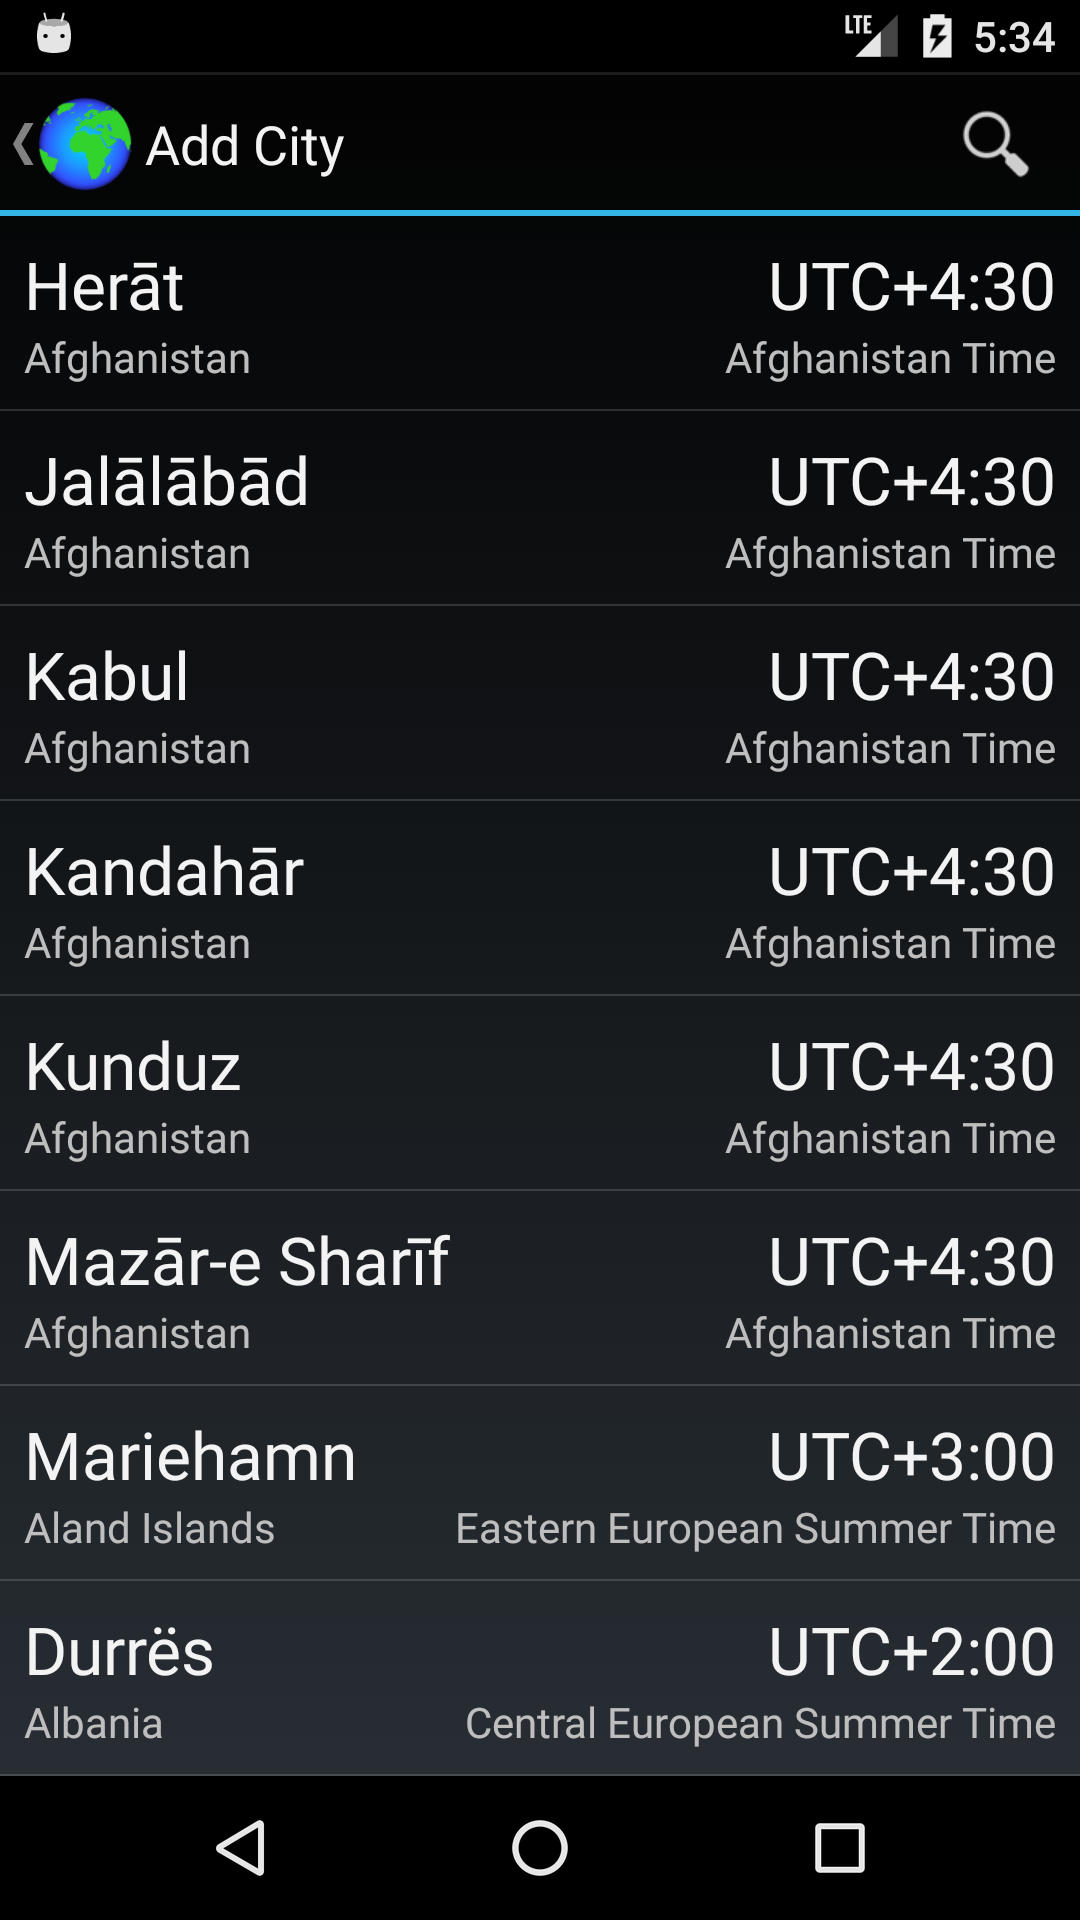 LTE 5:34
Add City
Herāt UTC+4:30
Afghanistan Afghanistan Time
Jalālābād UTC+4:30
Afghanistan Afghanistan Time
Kabul UTC+4:30
Afghanistan Afghanistan Time
Kandahār UTC+4:30
Afghanistan Afghanistan Time
Kunduz UTC+4:30
Afghanistan Afghanistan Time
Mazār-e Sharīf UTC+4:30
Afghanistan Afghanistan Time
Mariehamn UTC+3:00
Aland Islands Eastern European Summer Time
Durrës UTC+2:00
Albania Central European Summer Time